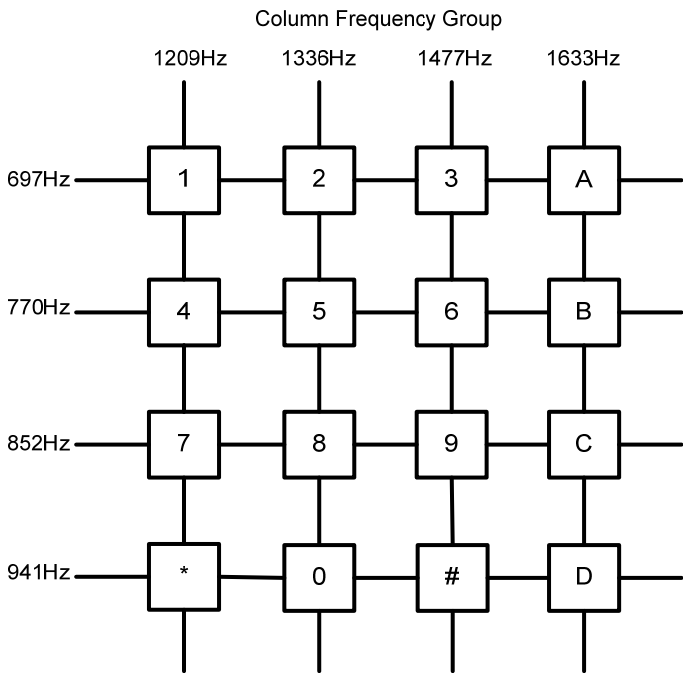 Column Frequency Group
1209Hz 1336Hz 1477Hz 1633Hz
697Hz 1 2 3 A
770Hz 4 5 6 B
852Hz 7 8 9 C
941Hz * 0 # D